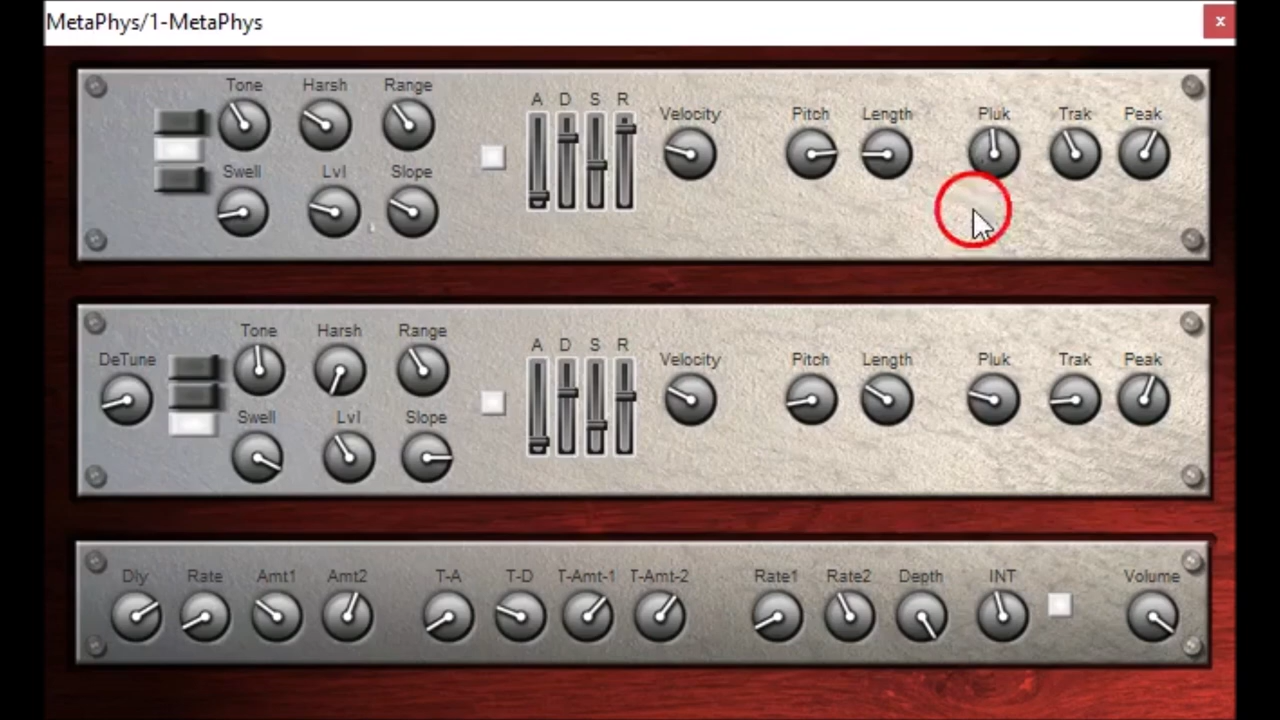 MetaPhys/1-MetaPhys
x
Tone Harsh Range
A D S R
Velocity Pitch Length Pluk Trak Peak
Swell Lvl Slope
Tone Harsh Range
A D S R
DeTune Velocity Pitch Length Pluk Trak Peak
Swell Lvl Slope
Dly Rate Amt1 Amt2 T-A T-D T-Amt-1 T-Amt-2 Rate1 Rate2 Depth INT Volume